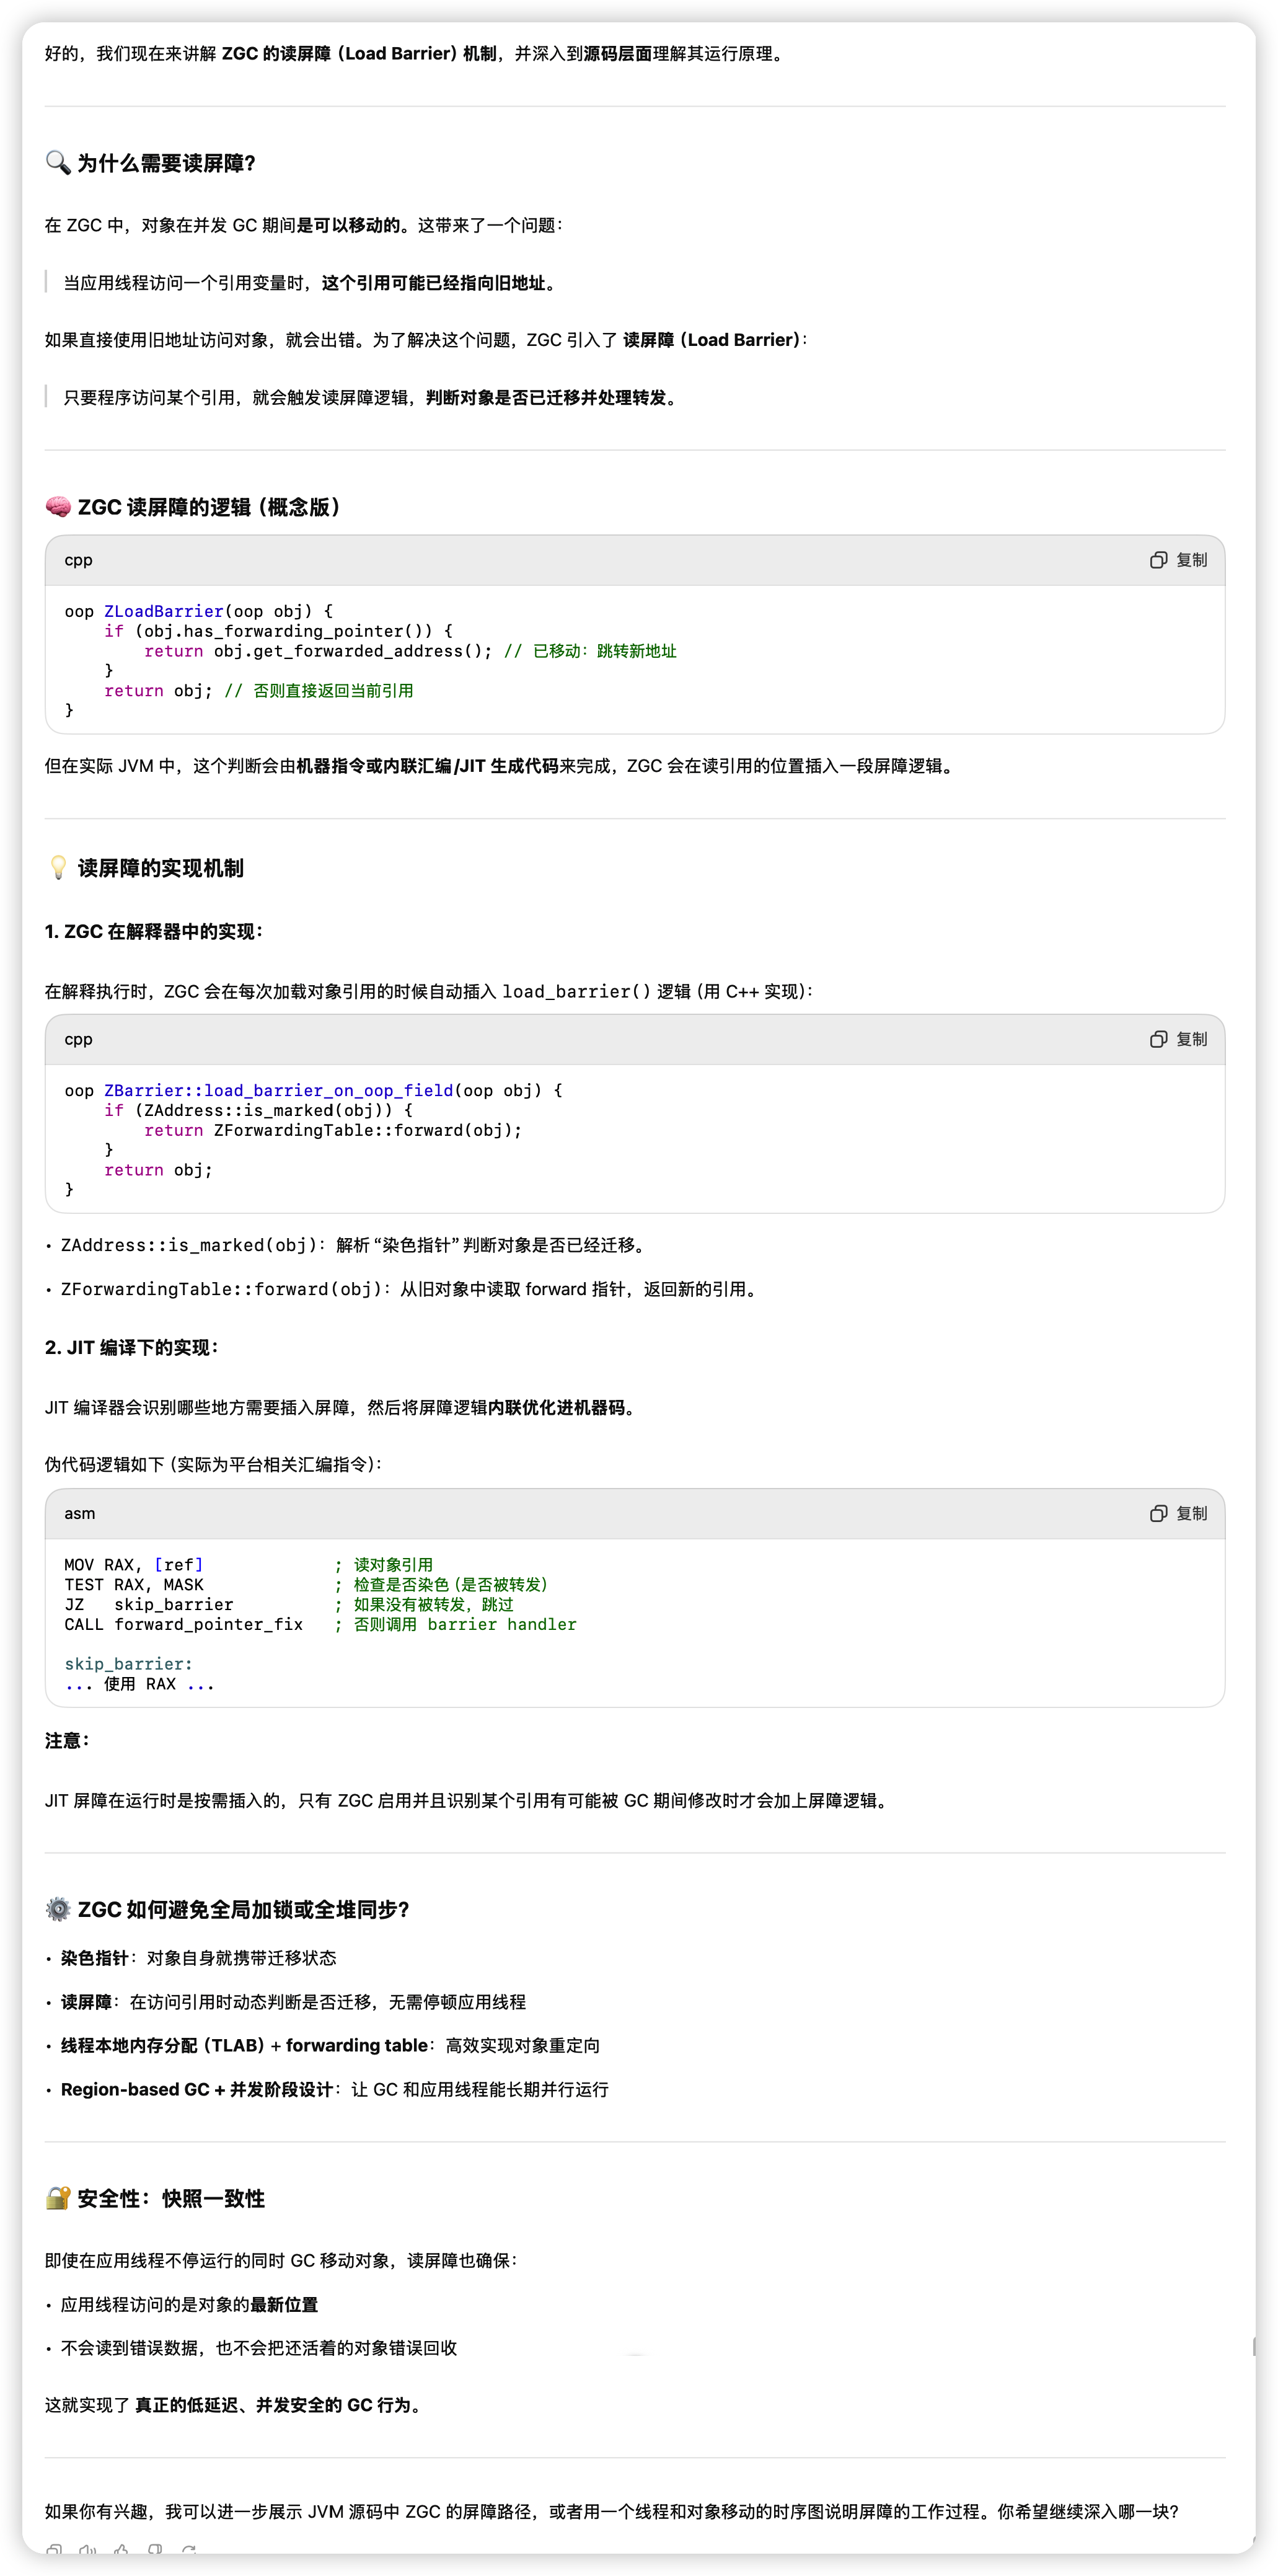 好的，我们现在来讲解 ZGC 的读屏障（Load Barrier）机制，并深入到源码层面理解其运行原理。
🔍 为什么需要读屏障？
在 ZGC 中，对象在并发 GC 期间是可以移动的。这带来了一个问题：
当应用线程访问一个引用变量时，这个引用可能已经指向旧地址。
如果直接使用旧地址访问对象，就会出错。为了解决这个问题，ZGC 引入了 读屏障（Load Barrier）：
只要程序访问某个引用，就会触发读屏障逻辑，判断对象是否已迁移并处理转发。
🧠 ZGC 读屏障的逻辑（概念版）
cpp
复制
oop ZLoadBarrier(oop obj) {
    if (obj.has_forwarding_pointer()) {
        return obj.get_forwarded_address(); // 已移动：跳转新地址
    }
    return obj; // 否则直接返回当前引用
}
但在实际 JVM 中，这个判断会由机器指令或内联汇编/JIT 生成代码来完成，ZGC 会在读引用的位置插入一段屏障逻辑。
💡 读屏障的实现机制
1. ZGC 在解释器中的实现：
在解释执行时，ZGC 会在每次加载对象引用的时候自动插入 load_barrier() 逻辑（用 C++ 实现）：
cpp
复制
oop ZBarrier::load_barrier_on_oop_field(oop obj) {
    if (ZAddress::is_marked(obj)) {
        return ZForwardingTable::forward(obj);
    }
    return obj;
}
• ZAddress::is_marked(obj)：解析“染色指针”判断对象是否已经迁移。
• ZForwardingTable::forward(obj)：从旧对象中读取 forward 指针，返回新的引用。
2. JIT 编译下的实现：
JIT 编译器会识别哪些地方需要插入屏障，然后将屏障逻辑内联优化进机器码。
伪代码逻辑如下（实际为平台相关汇编指令）：
asm
复制
MOV RAX, [ref]             ; 读对象引用
TEST RAX, MASK             ; 检查是否染色（是否被转发）
JZ   skip_barrier          ; 如果没有被转发，跳过
CALL forward_pointer_fix   ; 否则调用 barrier handler
skip_barrier:
... 使用 RAX ...
注意：
JIT 屏障在运行时是按需插入的，只有 ZGC 启用并且识别某个引用有可能被 GC 期间修改时才会加上屏障逻辑。
⚙️ ZGC 如何避免全局加锁或全堆同步？
• 染色指针：对象自身就携带迁移状态
• 读屏障：在访问引用时动态判断是否迁移，无需停顿应用线程
• 线程本地内存分配（TLAB）+ forwarding table：高效实现对象重定向
• Region-based GC + 并发阶段设计：让 GC 和应用线程能长期并行运行
🔐 安全性：快照一致性
即使在应用线程不停运行的同时 GC 移动对象，读屏障也确保：
• 应用线程访问的是对象的最新位置
• 不会读到错误数据，也不会把还活着的对象错误回收
这就实现了 真正的低延迟、并发安全的 GC 行为。
如果你有兴趣，我可以进一步展示 JVM 源码中 ZGC 的屏障路径，或者用一个线程和对象移动的时序图说明屏障的工作过程。你希望继续深入哪一块？